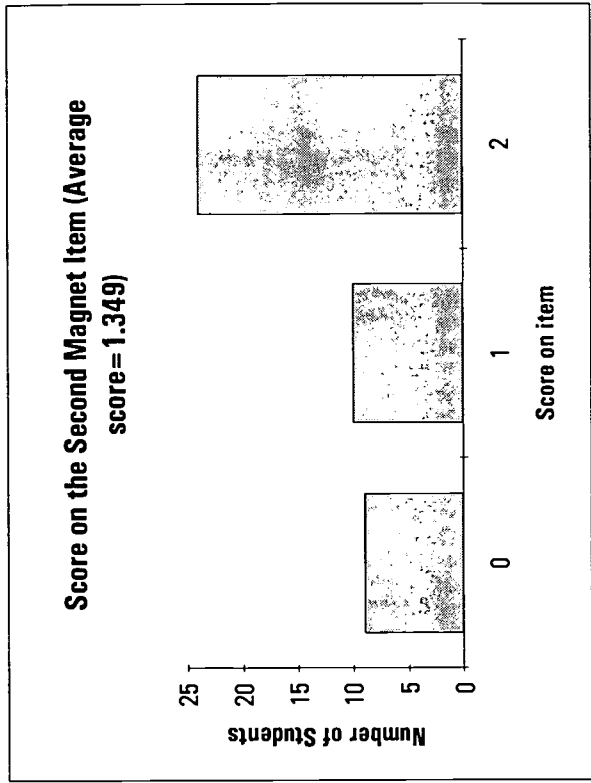 Score on the Second Magnet Item (Average
score=1.349)
Number of Students
25
20
15
10
5
0
0
1
2
Score on item